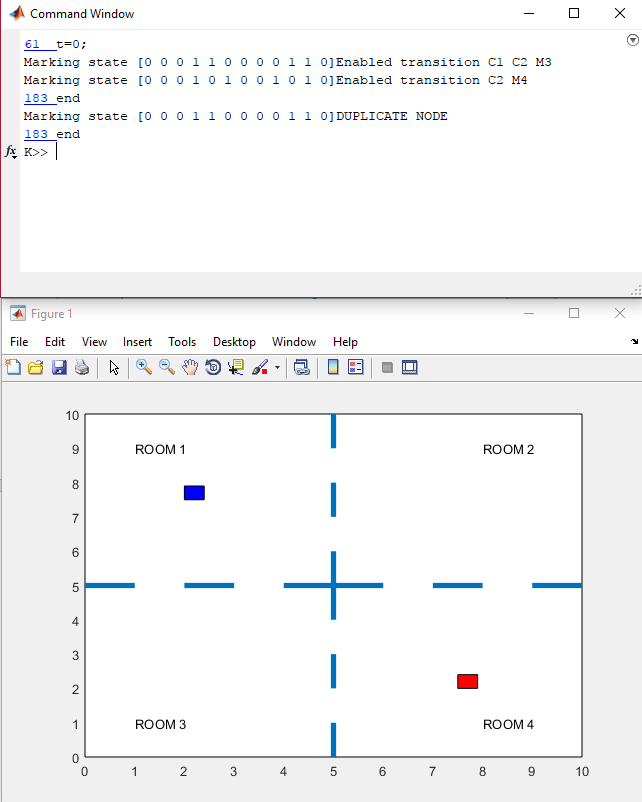 Command Window
61 t=0;
Marking state [0 0 0 1 1 0 0 0 0 1 1 0]Enabled transition C1 C2 M3
Marking state [0 0 0 1 0 1 0 0 1 0 1 0]Enabled transition C2 M4
183 end
Marking state [0 0 0 1 1 0 0 0 0 1 1 0]DUPLICATE NODE
183 end
fx K>>
Figure 1
File Edit View Insert Tools Desktop Window Help
10
9
8
7
6
5
4
3
2
1
0
ROOM 1 ROOM 2
ROOM 3 ROOM 4
0 1 2 3 4 5 6 7 8 9 10